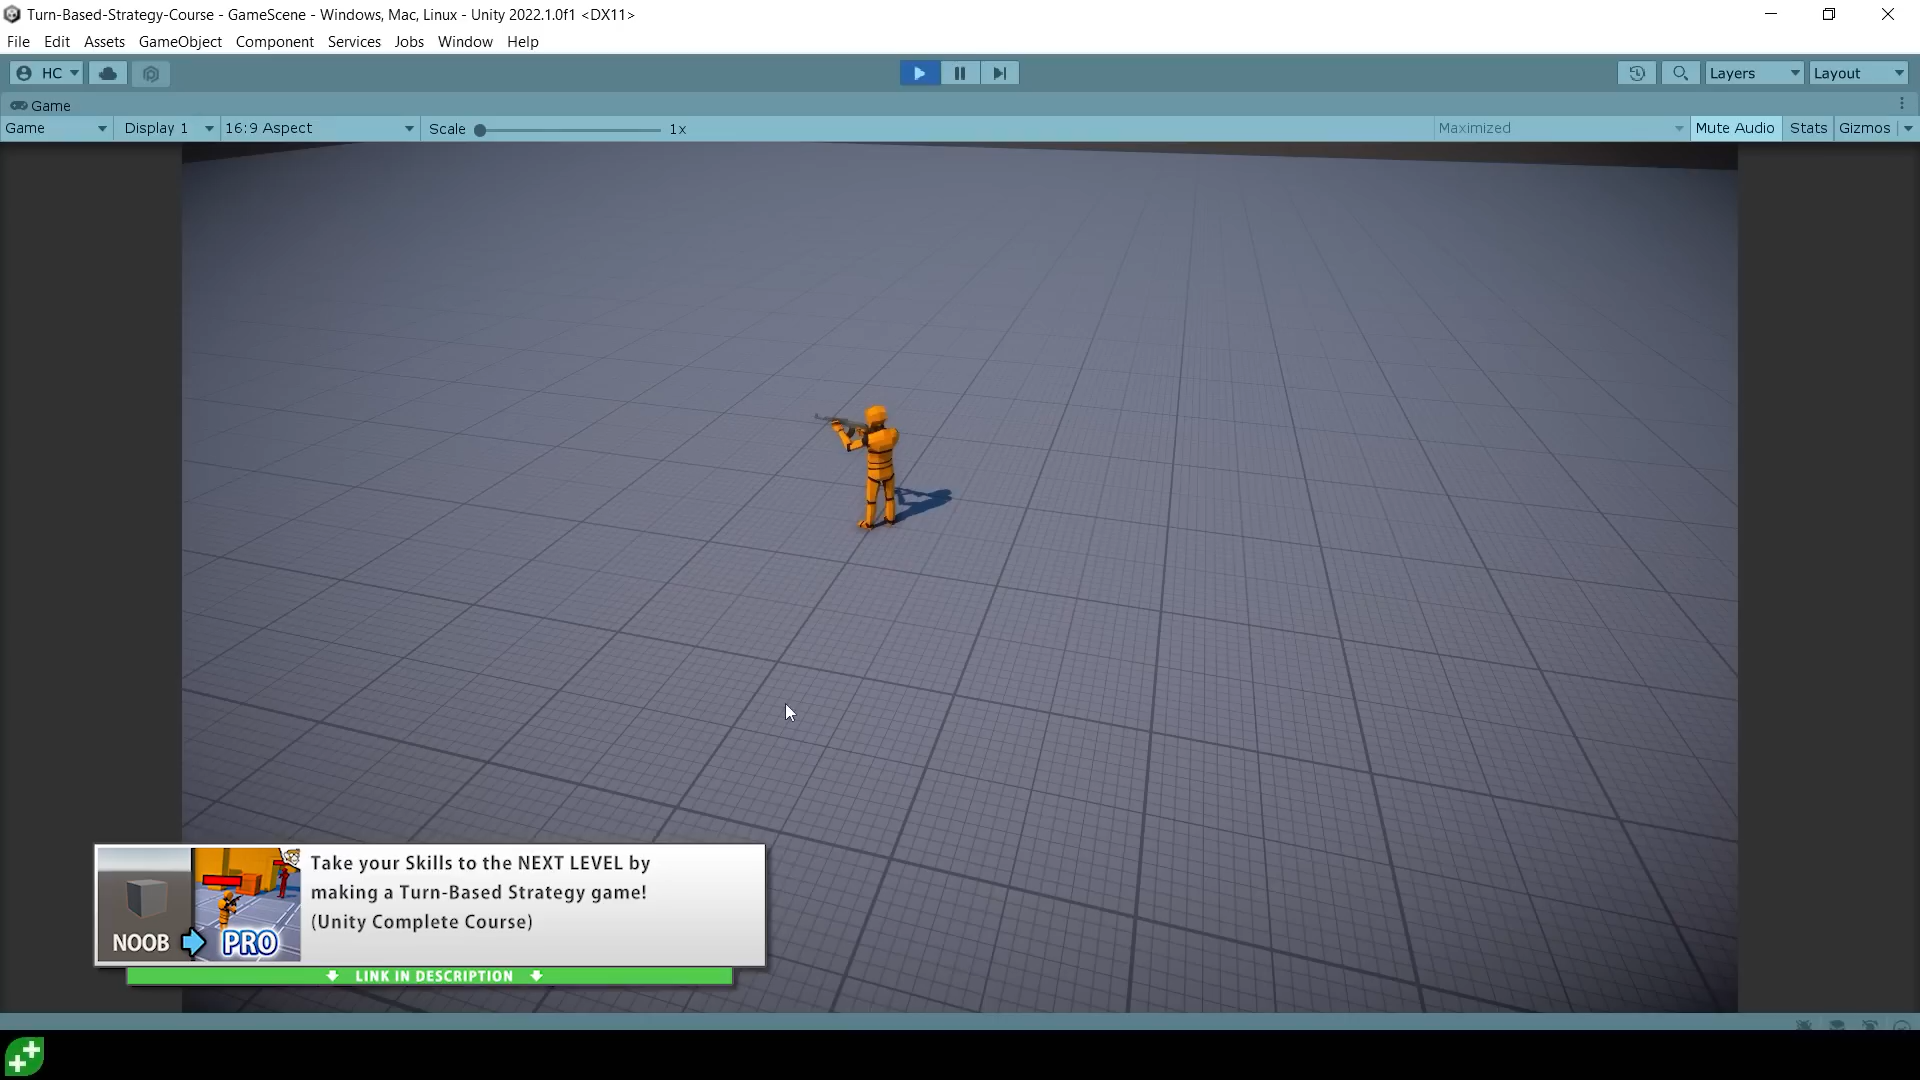 Turn-Based-Strategy-Course - GameScene - Windows, Mac, Linux - Unity 2022.1.0f1 <DX11>
File Edit Assets GameObject Component Services Jobs Window Help
HC Layers Layout
Game
Game Display 1 16:9 Aspect Scale 1x Maximized Mute Audio Stats Gizmos
Take your Skills to the NEXT LEVEL by
making a Turn-Based Strategy game!
(Unity Complete Course)
NOOB PRO
LINK IN DESCRIPTION